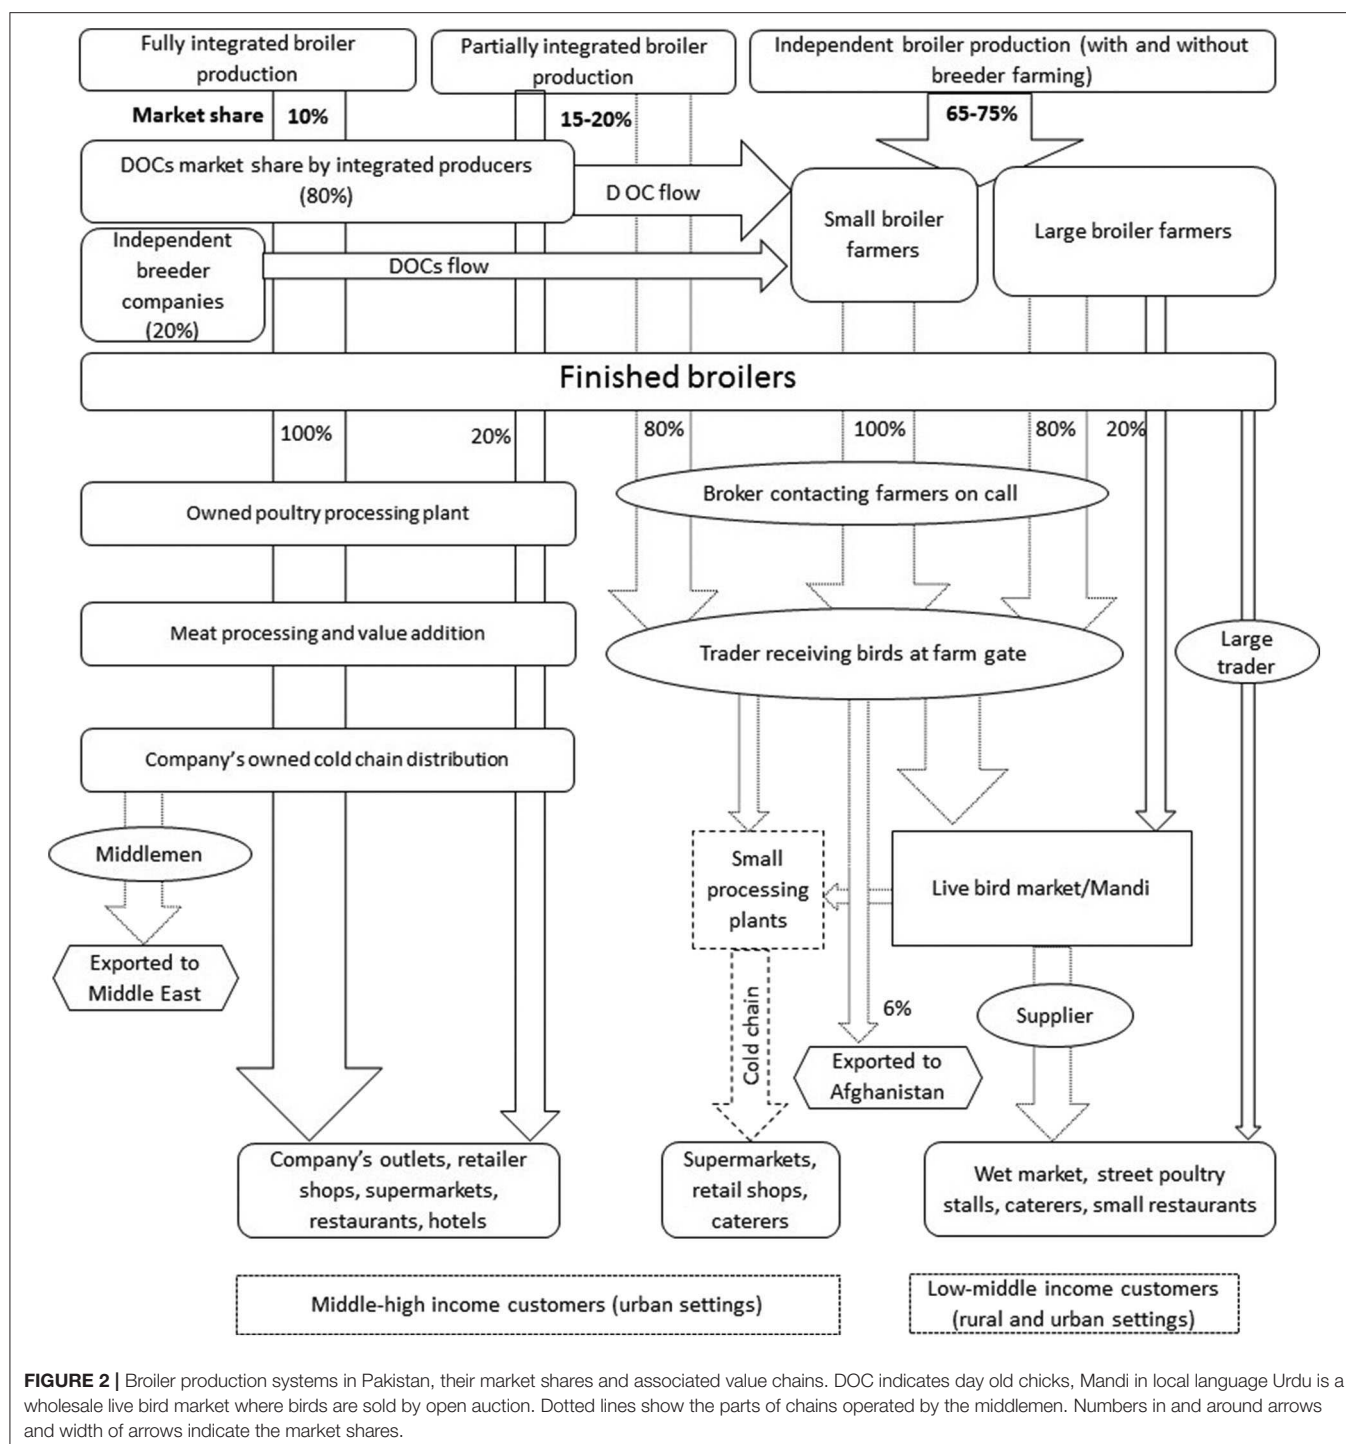 Fully integrated broiler
production
Partially integrated broiler
production
Independent broiler production (with and without
breeder farming)
Market share
10%
15-20%
65-75%
DOCs market share by integrated producers
(80%)
D OC flow
Small broiler
farmers
Large broiler farmers
Independent
breeder
companies
(20%)
DOCs flow
Finished broilers
100%
20%
80%
100%
80%
20%
Broker contacting farmers on call
Owned poultry processing plant
Meat processing and value addition
Trader receiving birds at farm gate
Large
trader
Company's owned cold chain distribution
Middlemen
Small
processing
plants
Live bird market/Mandi
Exported to
Middle East
Cold chain
6%
Supplier
Exported to
Afghanistan
Company's outlets, retailer
shops, supermarkets,
restaurants, hotels
Supermarkets,
retail shops,
caterers
Wet market, street poultry
stalls, caterers, small restaurants
Middle-high income customers (urban settings)
Low-middle income customers
(rural and urban settings)
FIGURE 2 | Broiler production systems in Pakistan, their market shares and associated value chains. DOC indicates day old chicks, Mandi in local language Urdu is a
wholesale live bird market where birds are sold by open auction. Dotted lines show the parts of chains operated by the middlemen. Numbers in and around arrows
and width of arrows indicate the market shares.